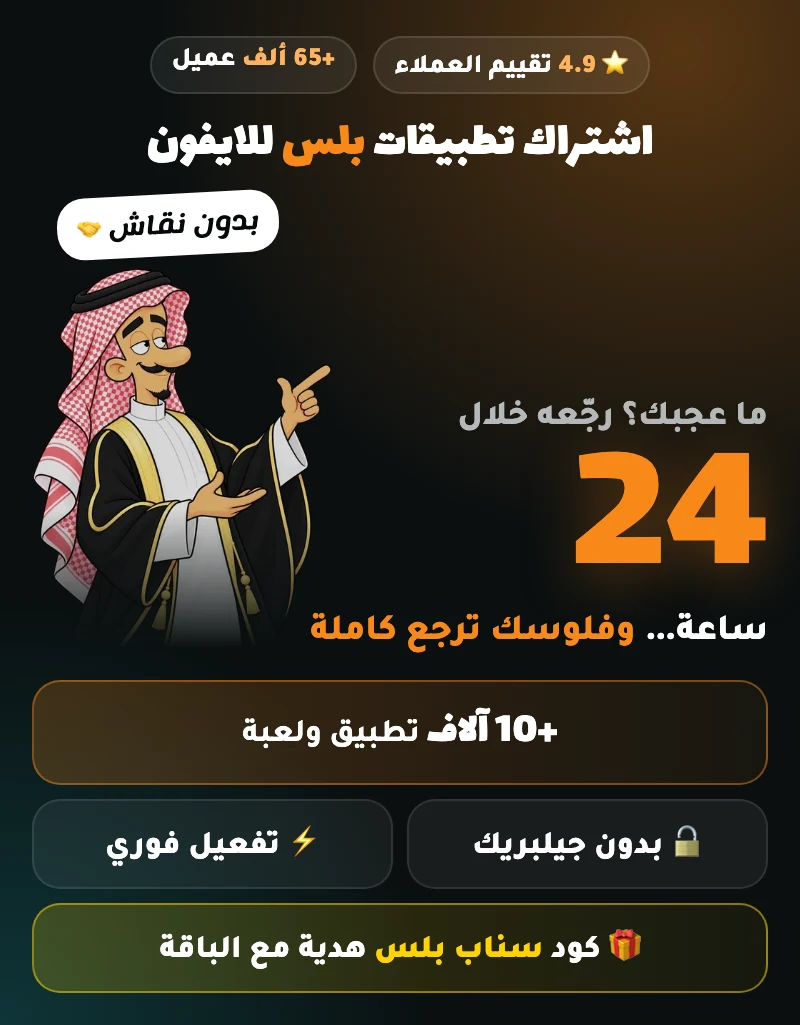 ⭐ 4.9 تقييم العملاء
+65 ألف عميل
اشتراك تطبيقات بلس للايفون
بدون نقاش 🤝
ما عجبك؟ رجّعه خلال
24
ساعة... وفلوسك ترجع كاملة
+10 آلاف تطبيق ولعبة
🔓 بدون جيلبريك
⚡ تفعيل فوري
🎁 كود سناب بلس هدية مع الباقة